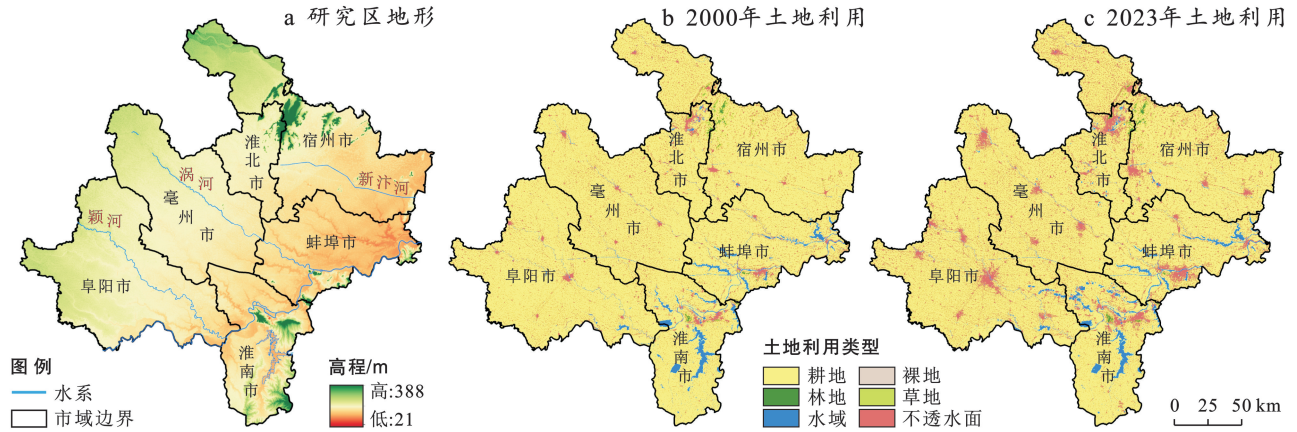 a 研究区地形
淮北市
宿州市
涡河
新汴河
亳州市
颍河
蚌埠市
阜阳市
淮南市
图例
水系
市域边界
高程/m
高:388
低:21
b 2000年土地利用
淮北市
宿州市
亳州市
蚌埠市
阜阳市
淮南市
c 2023年土地利用
淮北市
宿州市
亳州市
蚌埠市
阜阳市
淮南市
土地利用类型
耕地
裸地
林地
草地
水域
不透水面
0 25 50 km